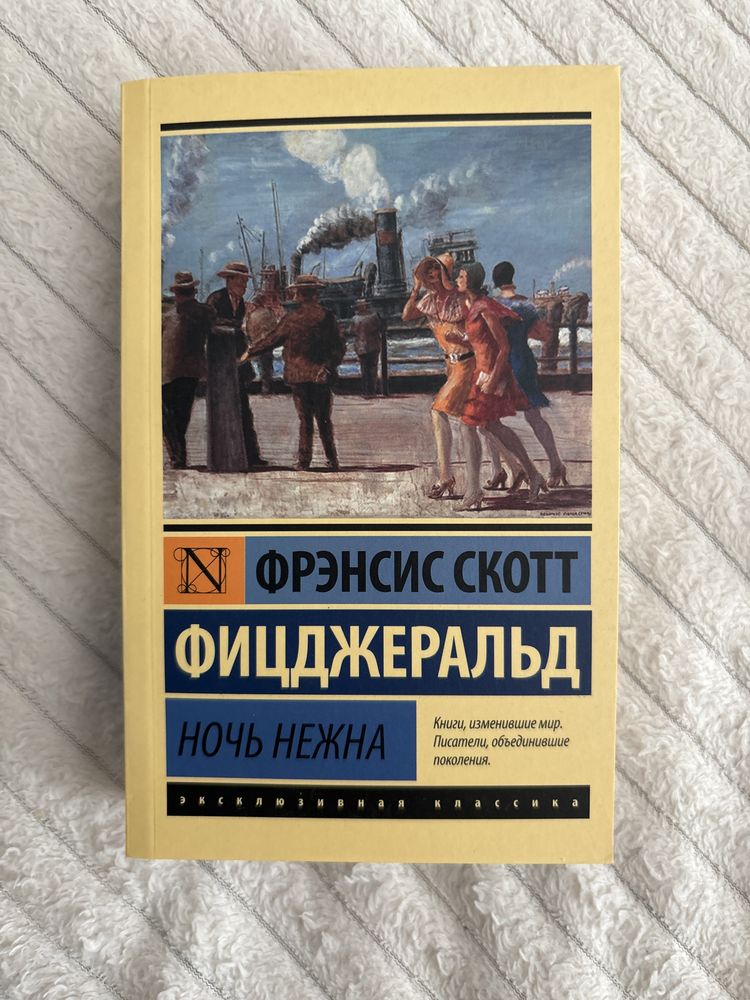 N
ФРЭНСИС СКОТТ
ФИЦДЖЕРАЛЬД
НОЧЬ НЕЖНА
Книги, изменившие мир.
Писатели, объединившие
поколения.
эксклюзивная классика